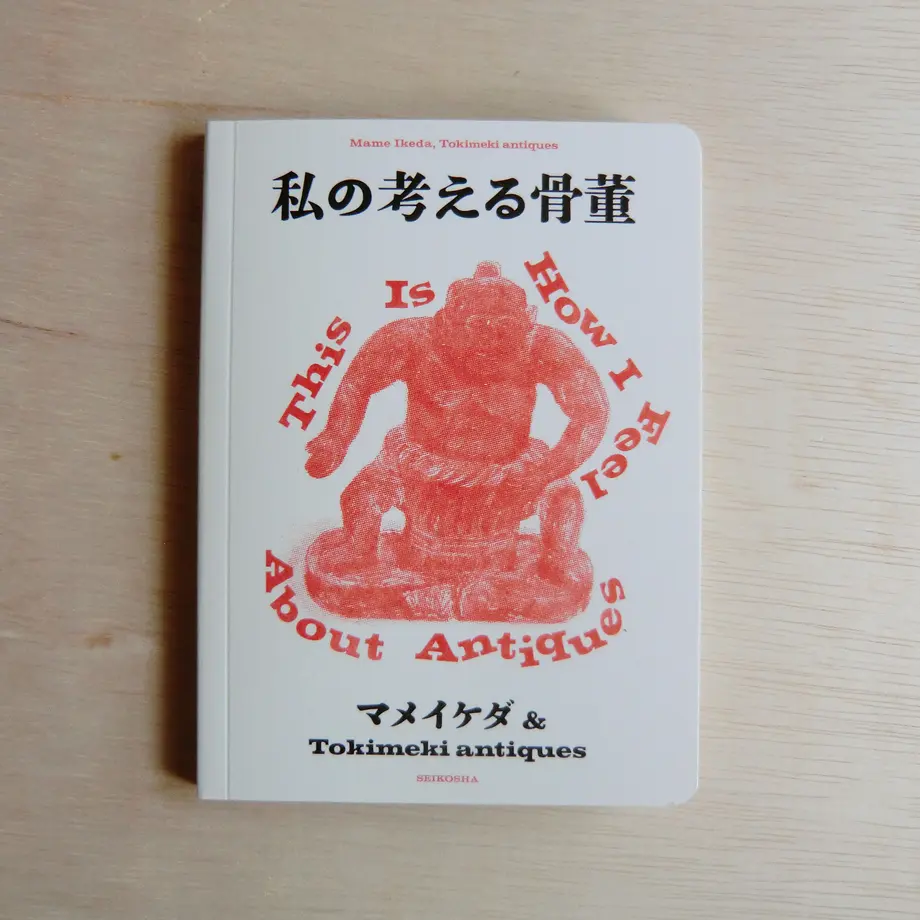 Mame Ikeda, Tokimeki antiques
私の考える骨董
This Is How I Feel
About Antiques
マメイケダ &
Tokimeki antiques
SEIKOSHA